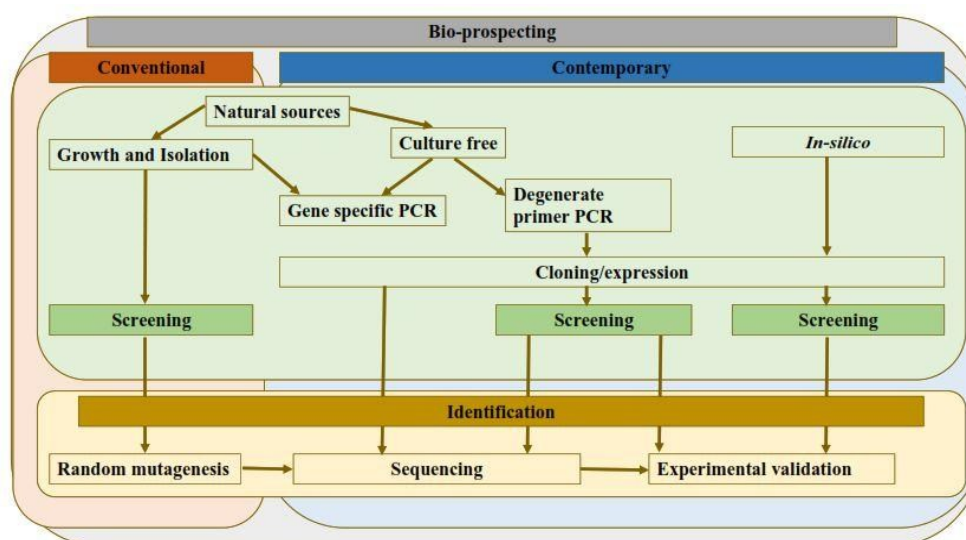 Bio-prospecting
Conventional
Contemporary
Natural sources
Growth and Isolation
Culture free
In-silico
Gene specific PCR
Degenerate
primer PCR
Cloning/expression
Screening
Screening
Screening
Identification
Random mutagenesis
Sequencing
Experimental validation